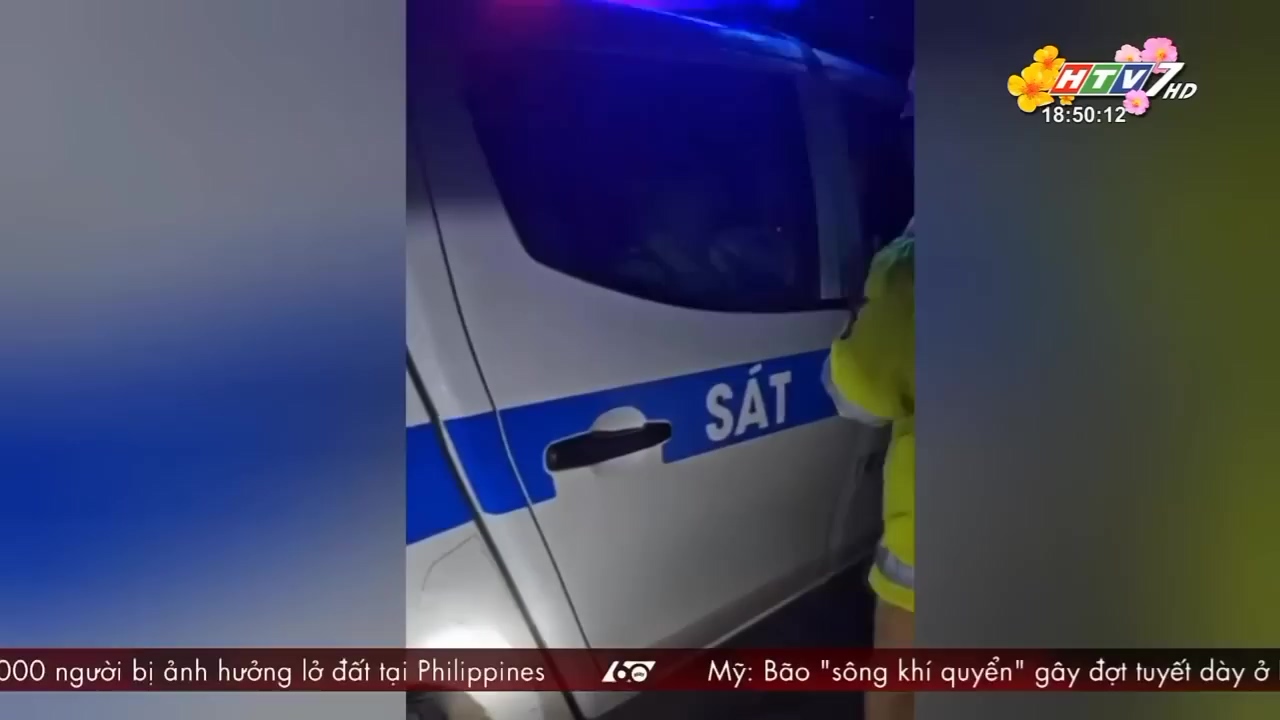 HTV7 HD
18:50:12
SÁT
000 người bị ảnh hưởng lở đất tại Philippines
60 Mỹ: Bão "sông khí quyển" gây đợt tuyết dày ở